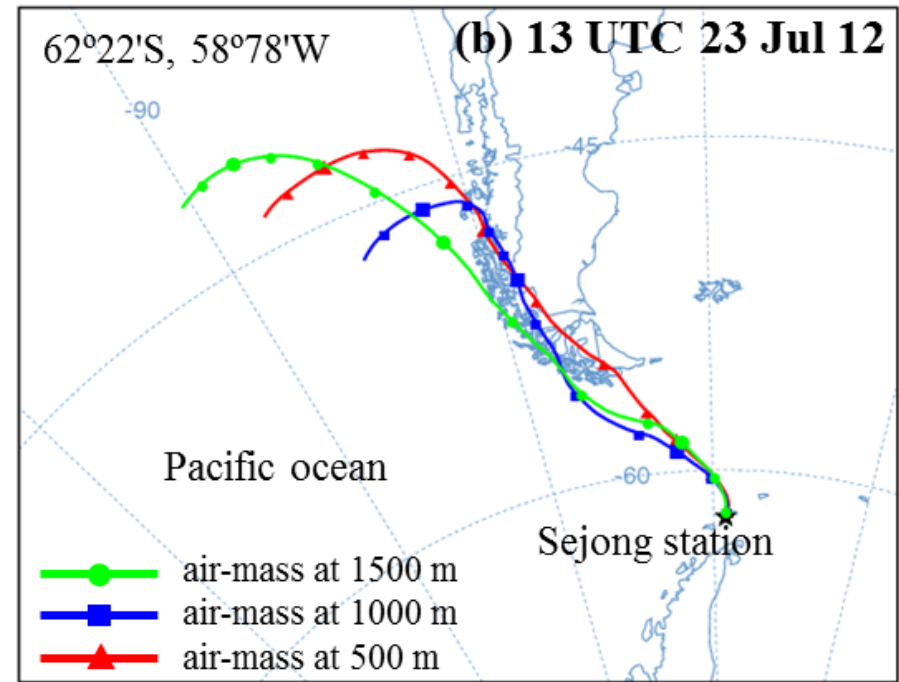 62º22'S, 58º78'W
(b) 13 UTC 23 Jul 12
-90
-45
Pacific ocean
-60
Sejong station
air-mass at 1500 m
air-mass at 1000 m
air-mass at 500 m